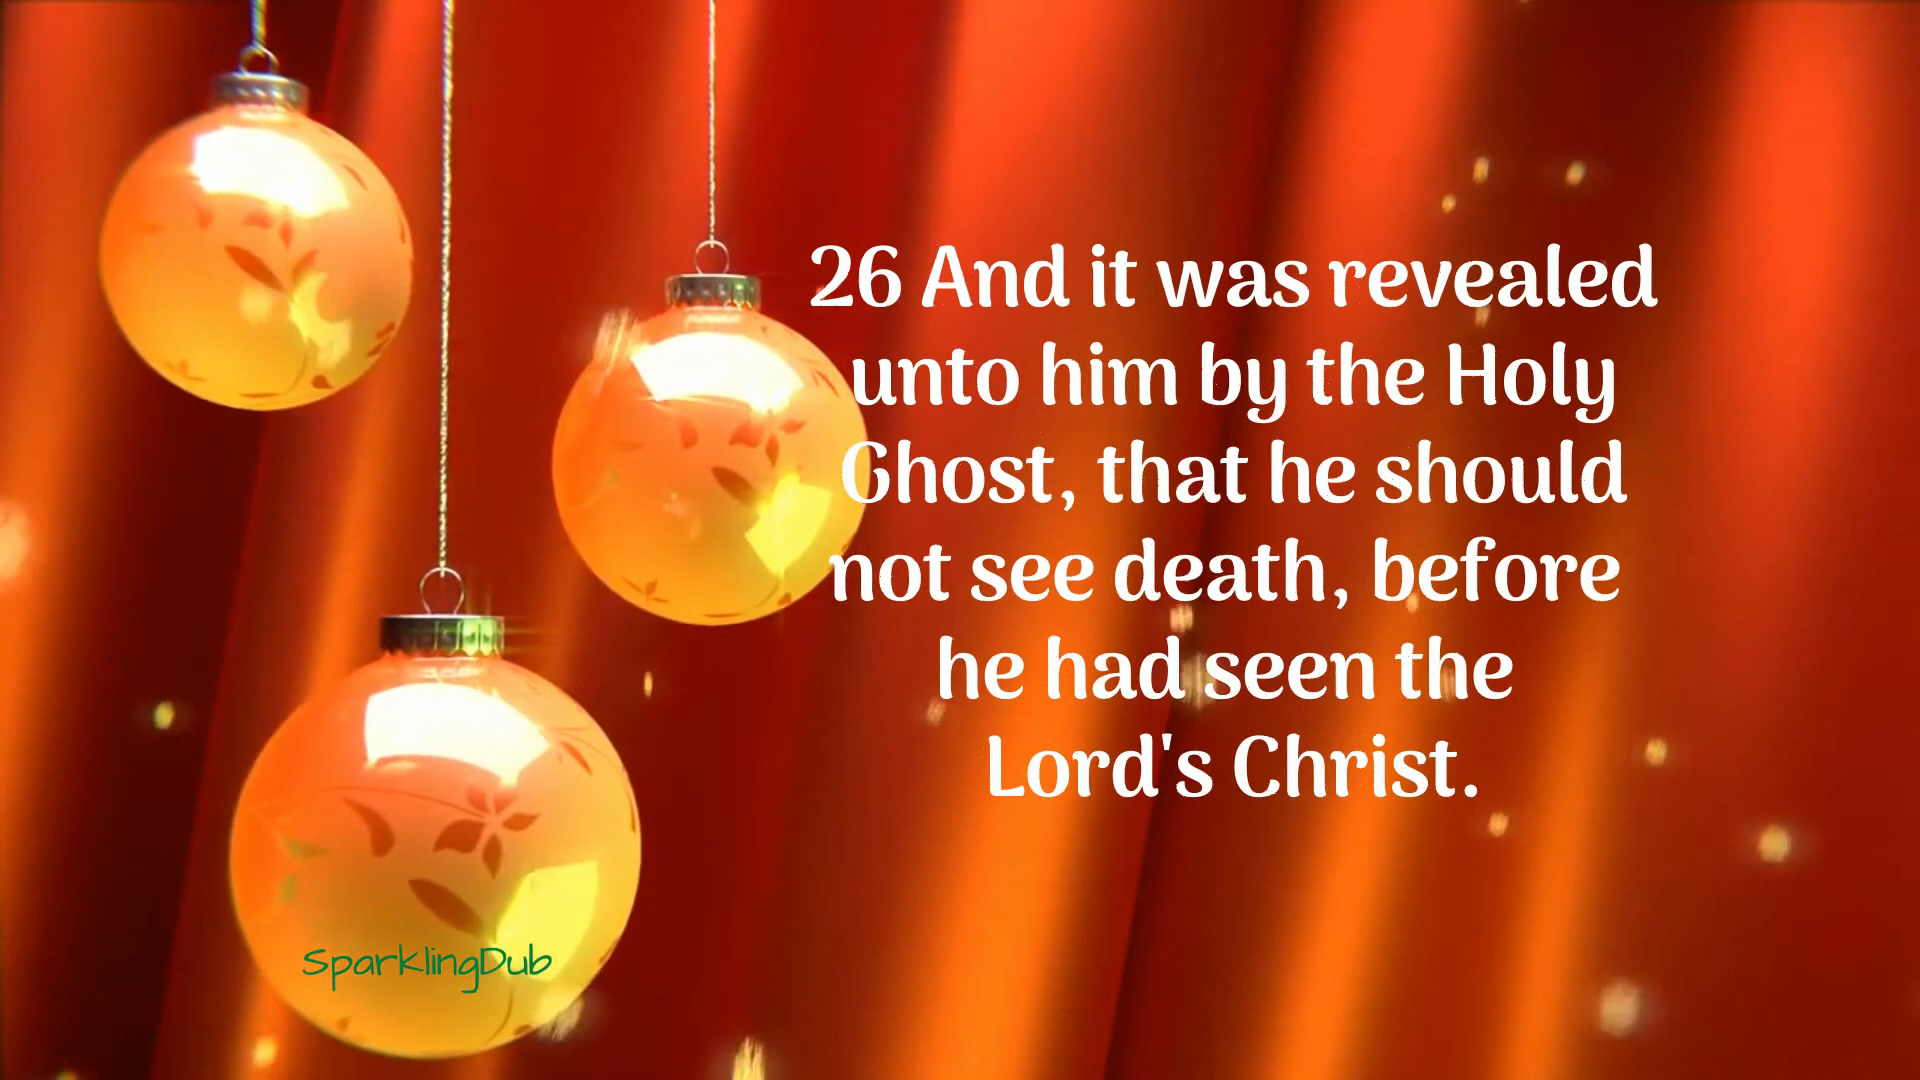 26 And it was revealed
unto him by the Holy
Ghost, that he should
not see death, before
he had seen the
Lord's Christ.
SparklingDub